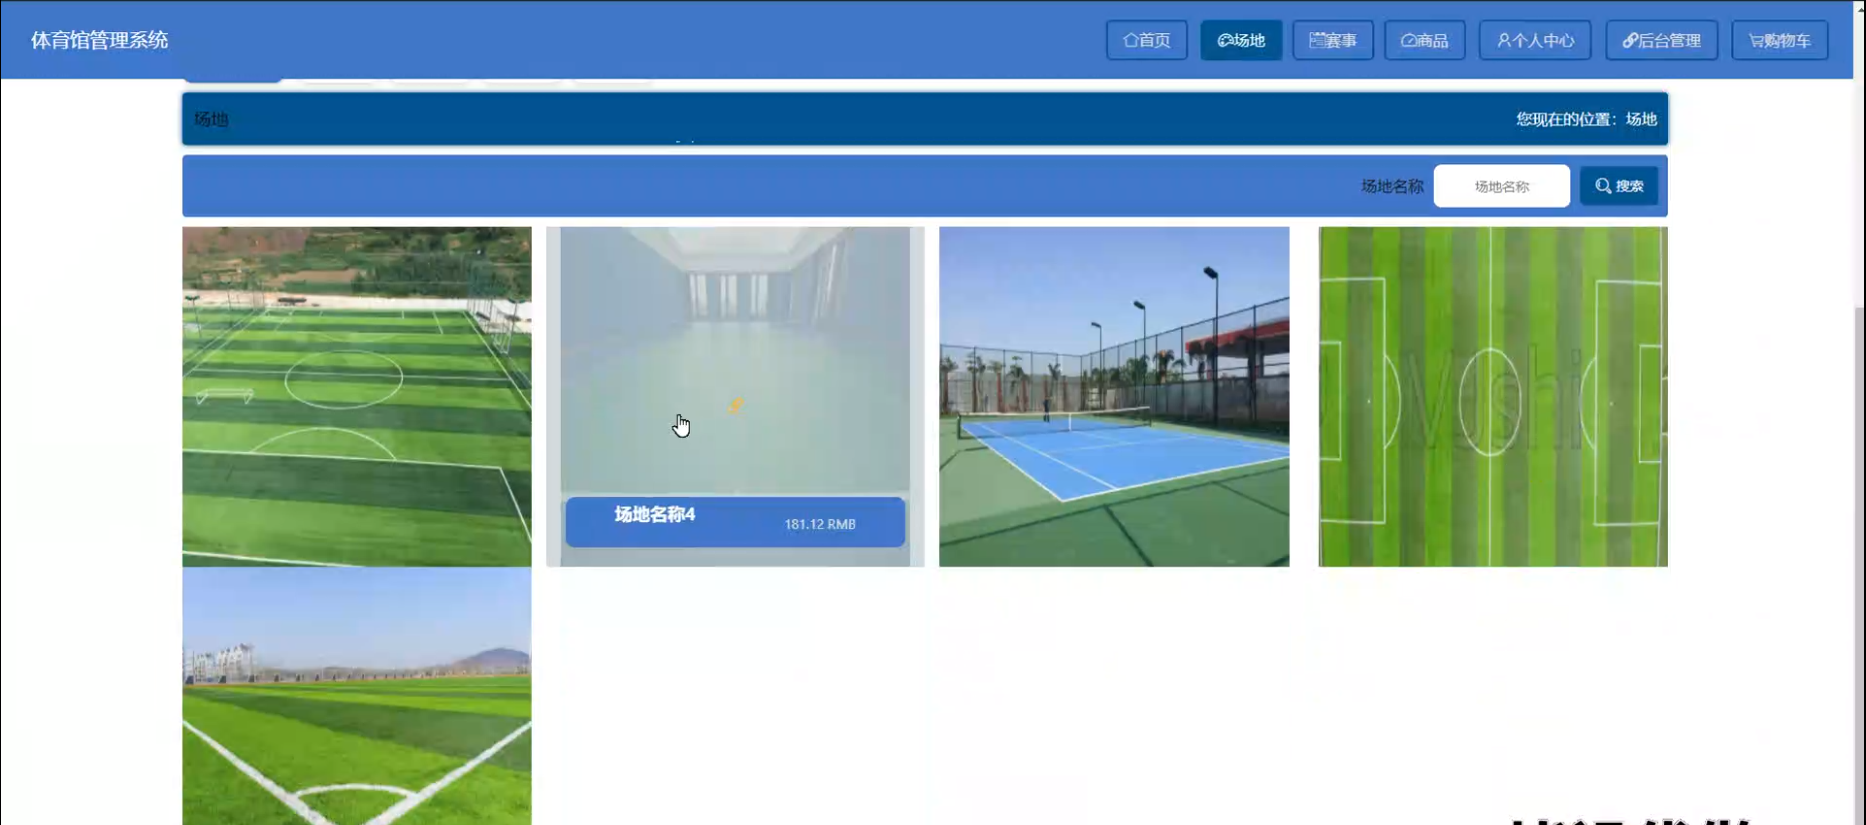 体育馆管理系统
首页
场地
赛事
商品
个人中心
后台管理
购物车
场地
您现在的位置：场地
场地名称
场地名称
搜索
场地名称4
181.12 RMB
Vushi